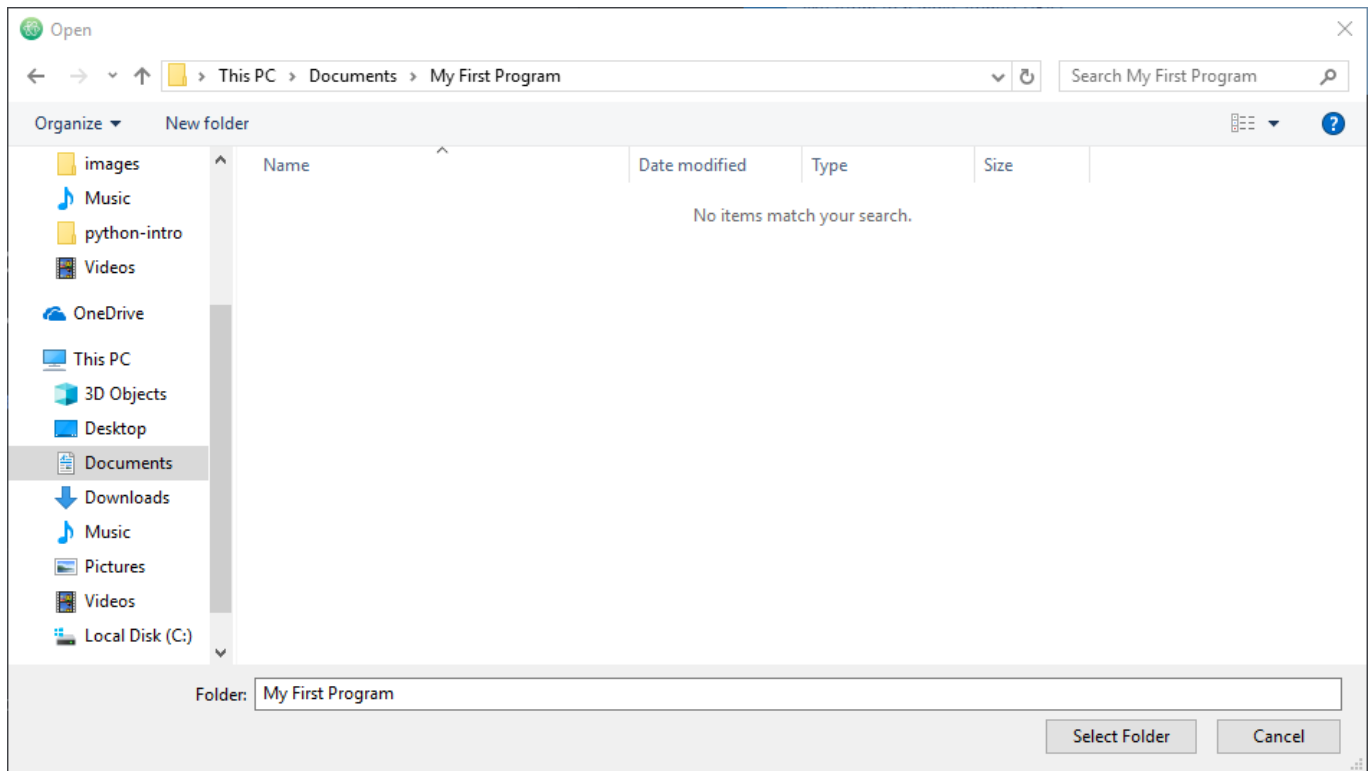 Open
This PC > Documents > My First Program
Search My First Program
Organize
New folder
?
images
Music
python-intro
Videos
OneDrive
This PC
3D Objects
Desktop
Documents
Downloads
Music
Pictures
Videos
Local Disk (C:)
Name
Date modified
Type
Size
No items match your search.
Folder:
My First Program
Select Folder
Cancel